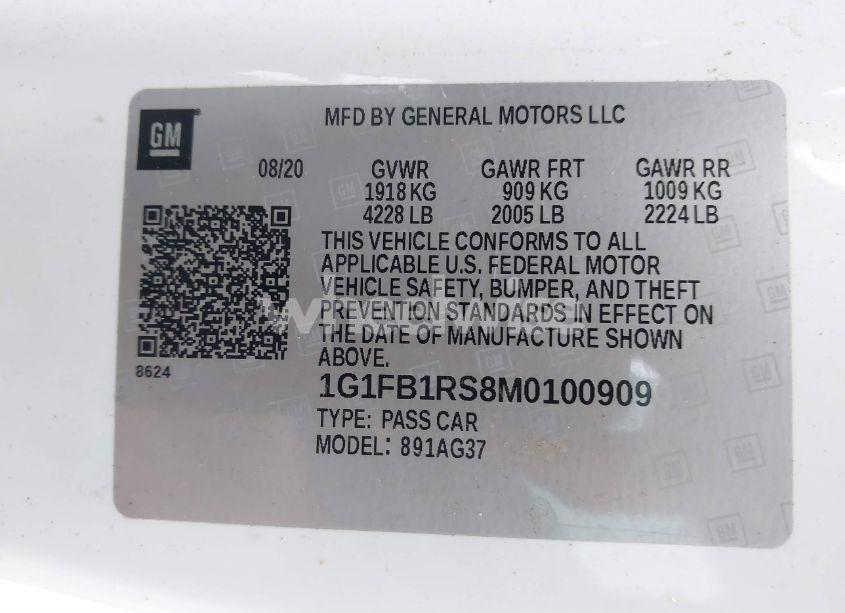 GM
MFD BY GENERAL MOTORS LLC
08/20 GVWR GAWR FRT GAWR RR
1918 KG 909 KG 1009 KG
4228 LB 2005 LB 2224 LB
THIS VEHICLE CONFORMS TO ALL
APPLICABLE U.S. FEDERAL MOTOR
VEHICLE SAFETY, BUMPER, AND THEFT
PREVENTION STANDARDS IN EFFECT ON
THE DATE OF MANUFACTURE SHOWN
ABOVE.
8624
1G1FB1RS8M0100909
TYPE: PASS CAR
MODEL: 891AG37